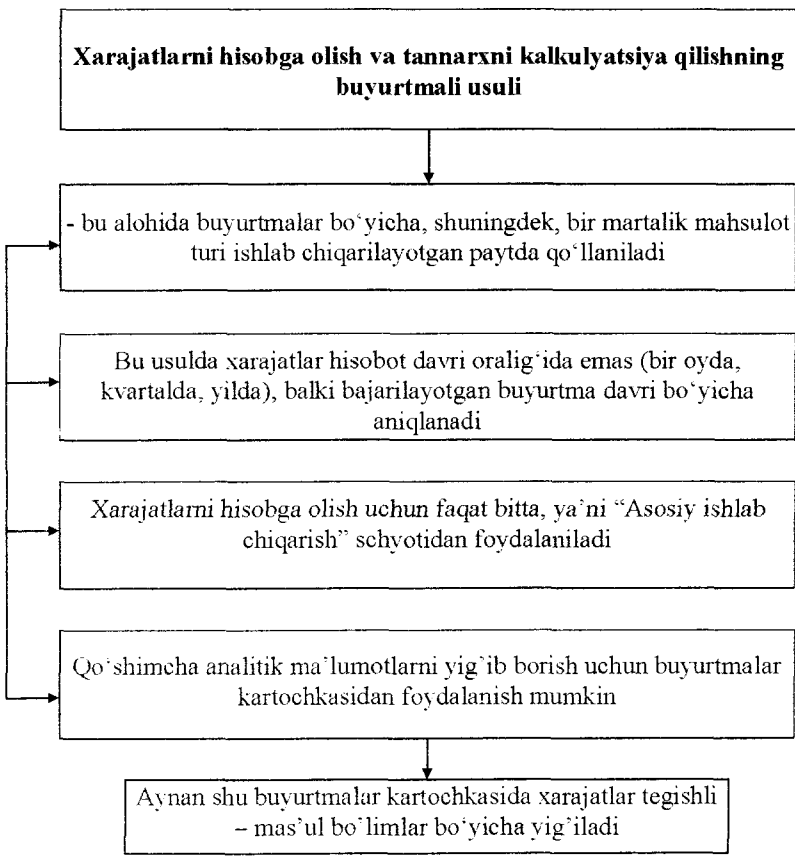 Xarajatlarni hisobga olish va tannarxni kalkulyatsiya qilishning
buyurtmali usuli
- bu alohida buyurtmalar bo‘yicha, shuningdek, bir martalik mahsulot
turi ishlab chiqarilayotgan paytda qo‘llaniladi
Bu usulda xarajatlar hisobot davri oralig‘ida emas (bir oyda,
kvartalda, yilda), balki bajarilayotgan buyurtma davri bo‘yicha
aniqlanadi
Xarajatlarni hisobga olish uchun faqat bitta, ya’ni “Asosiy ishlab
chiqarish” schyotidan foydalaniladi
Qo‘shimcha analitik ma’lumotlarni yig‘ib borish uchun buyurtmalar
kartochkasidan foydalanish mumkin
Aynan shu buyurtmalar kartochkasida xarajatlar tegishli
– mas’ul bo‘limlar bo‘yicha yig‘iladi